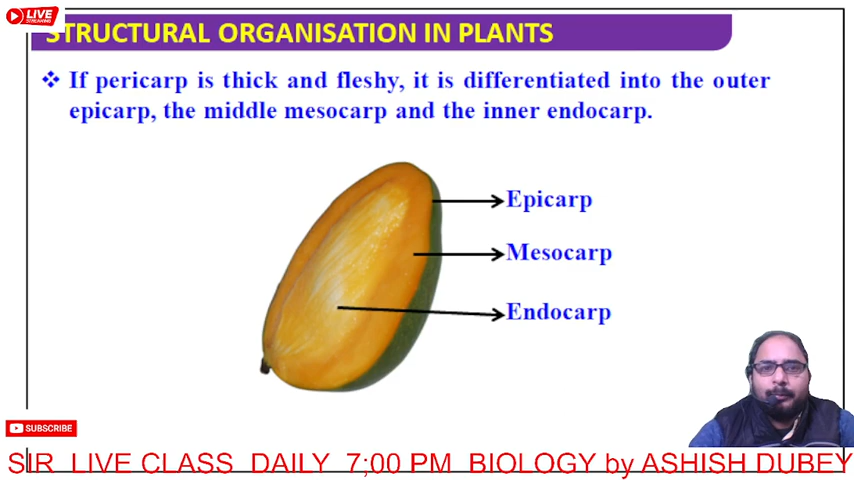 LIVE
STREAMING
STRUCTURAL ORGANISATION IN PLANTS
❖ If pericarp is thick and fleshy, it is differentiated into the outer
epicarp, the middle mesocarp and the inner endocarp.
Epicarp
Mesocarp
Endocarp
SUBSCRIBE
SIR LIVE CLASS DAILY 7;00 PM BIOLOGY by ASHISH DUBEY